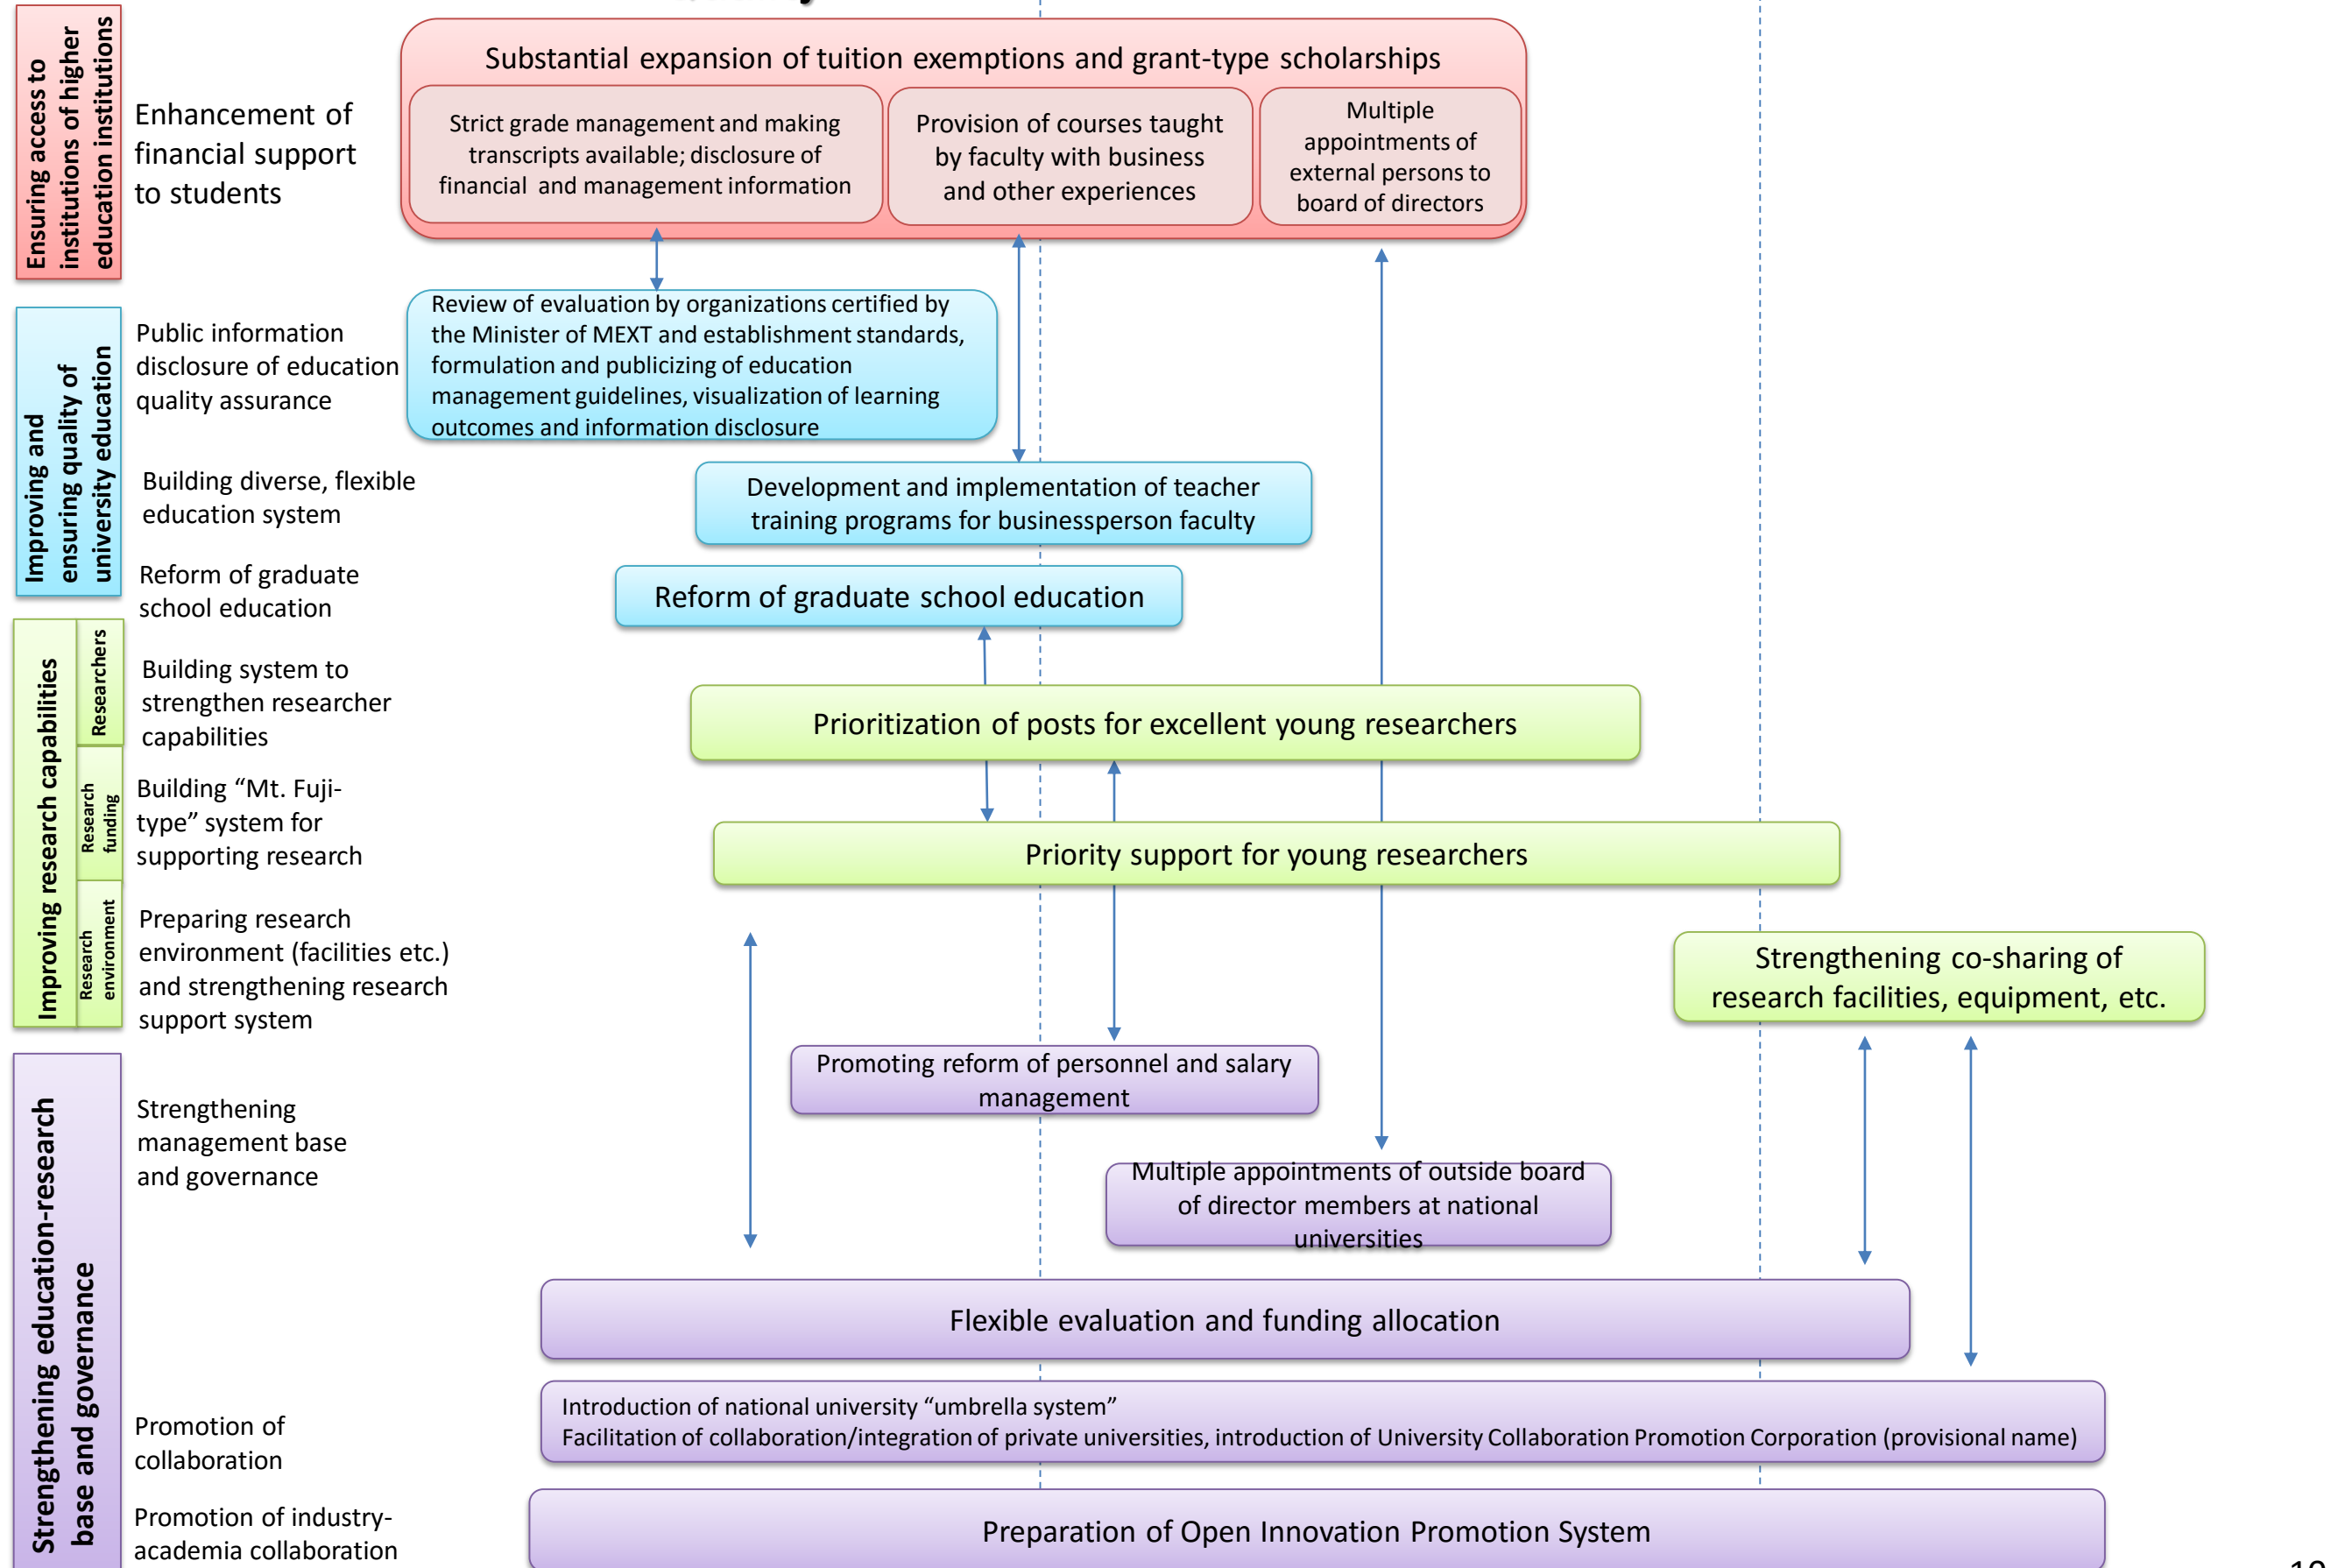 Ensuring access to
institutions of higher
education institutions
Enhancement of
financial support
to students
Substantial expansion of tuition exemptions and grant-type scholarships
Strict grade management and making
transcripts available; disclosure of
financial and management information
Provision of courses taught
by faculty with business
and other experiences
Multiple
appointments of
external persons to
board of directors
Improving and
ensuring quality of
university education
Public information
disclosure of education
quality assurance
Review of evaluation by organizations certified by
the Minister of MEXT and establishment standards,
formulation and publicizing of education
management guidelines, visualization of learning
outcomes and information disclosure
Building diverse, flexible
education system
Development and implementation of teacher
training programs for businessperson faculty
Reform of graduate
school education
Reform of graduate school education
Improving research capabilities
Researchers
Building system to
strengthen researcher
capabilities
Prioritization of posts for excellent young researchers
Research
funding
Building “Mt. Fuji-
type” system for
supporting research
Priority support for young researchers
Research
environment
Preparing research
environment (facilities etc.)
and strengthening research
support system
Strengthening co-sharing of
research facilities, equipment, etc.
Strengthening education-research
base and governance
Strengthening
management base
and governance
Promoting reform of personnel and salary
management
Multiple appointments of outside board
of director members at national
universities
Flexible evaluation and funding allocation
Promotion of
collaboration
Introduction of national university “umbrella system”
Facilitation of collaboration/integration of private universities, introduction of University Collaboration Promotion Corporation (provisional name)
Promotion of industry-
academia collaboration
Preparation of Open Innovation Promotion System